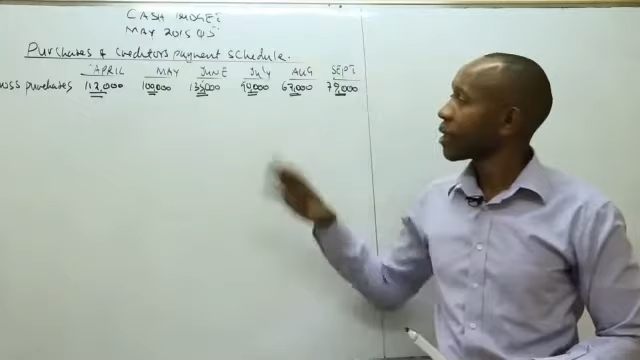 CASH BUDGET
MAY 2015 Q5
Purchases & Creditors payment schedule.
APRIL MAY JUNE July AUG SEPT
oss purchases 112,000 100,000 135,000 90,000 67,000 79,000